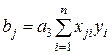 b_j = a_3 \sum_{i=1}^{n} x_{ji} y_i